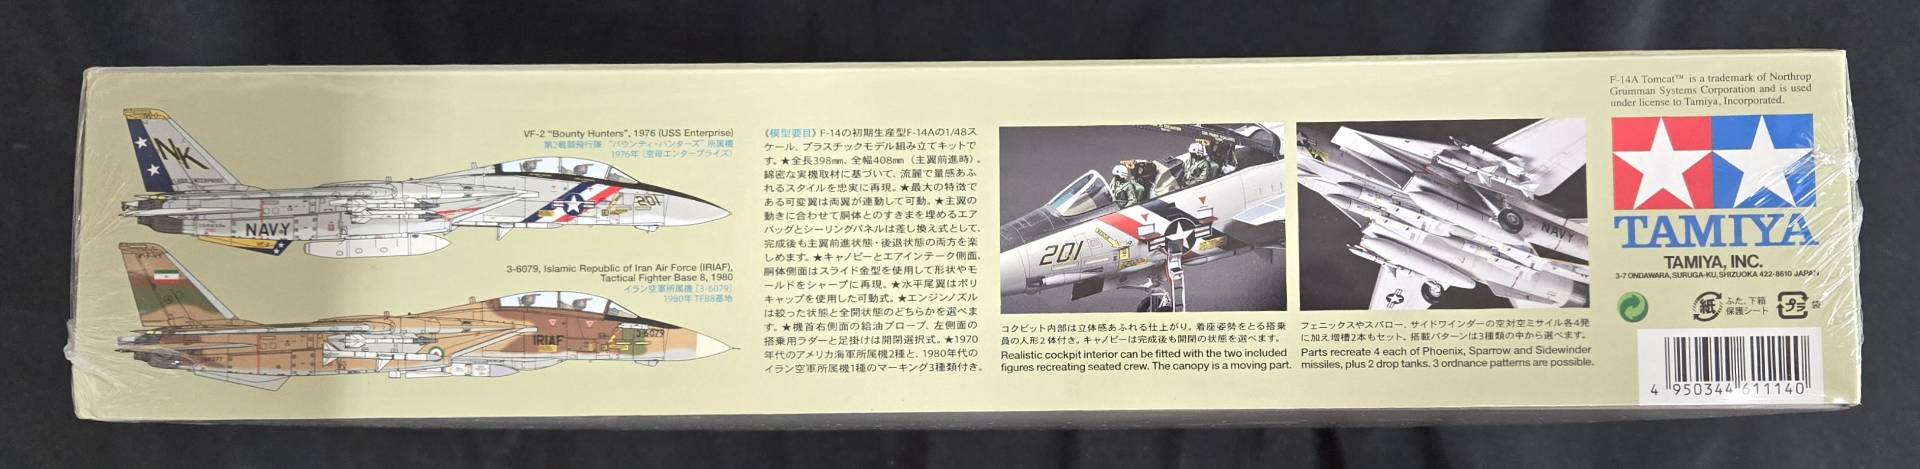 VF-2 "Bounty Hunters", 1976 (USS Enterprise)
第2戦闘飛行隊 "バウンティ・ハンターズ" 所属機
1976年 (空母エンタープライズ)
NK
USS ENTERPRISE
NAVY
VF-2
201
3-6079, Islamic Republic of Iran Air Force (IRIAF),
Tactical Fighter Base 8, 1980
イラン空軍所属機 [3-6079]
1980年 TFB8基地
3-6079
IRIAF
《模型要目》F-14の初期生産型F-14Aの1/48ス
ケール、プラスチックモデル組み立てキットで
す。★全長398mm、全幅408mm（主翼前進時）。
綿密な実機取材に基づいて、流麗で量感あふ
れるスタイルを忠実に再現。★最大の特徴で
ある可変翼は両翼が連動して可動。★主翼の
動きに合わせて胴体とのすきまを埋めるエア
バッグとシーリングパネルは差し換え式として、
完成後も主翼前進状態・後退状態の両方を楽
しめます。★キャノピーとエアインテーク側面、
胴体側面はスライド金型を使用して形状やモ
ールドをシャープに再現。★水平尾翼はポリ
キャップを使用した可動式。★エンジンノズル
は絞った状態と全開状態のどちらかを選べま
す。★機首右側面の給油プローブ、左側面の
搭乗用ラダーと足掛けは開閉選択式。★1970
年代のアメリカ海軍所属機2種と、1980年代の
イラン空軍所属機1種のマーキング3種類付き。
201
コクピット内部は立体感あふれる仕上がり。着座姿勢をとる搭乗
員の人形2体付き。キャノピーは完成後も開閉の状態を選べます。
Realistic cockpit interior can be fitted with the two included
figures recreating seated crew. The canopy is a moving part.
NAVY
フェニックスやスパロー、サイドワインダーの空対空ミサイル各4発
に加え増槽2本もセット。搭載パターンは3種類の中から選べます。
Parts recreate 4 each of Phoenix, Sparrow and Sidewinder
missiles, plus 2 drop tanks. 3 ordnance patterns are possible.
F-14A Tomcat™ is a trademark of Northrop
Grumman Systems Corporation and is used
under license to Tamiya, Incorporated.
TAMIYA
TAMIYA, INC.
3-7 ONDAWARA, SURUGA-KU, SHIZUOKA 422-8610 JAPAN
紙
ふた、下箱
保護シート
プラ
袋
4 950344 611140